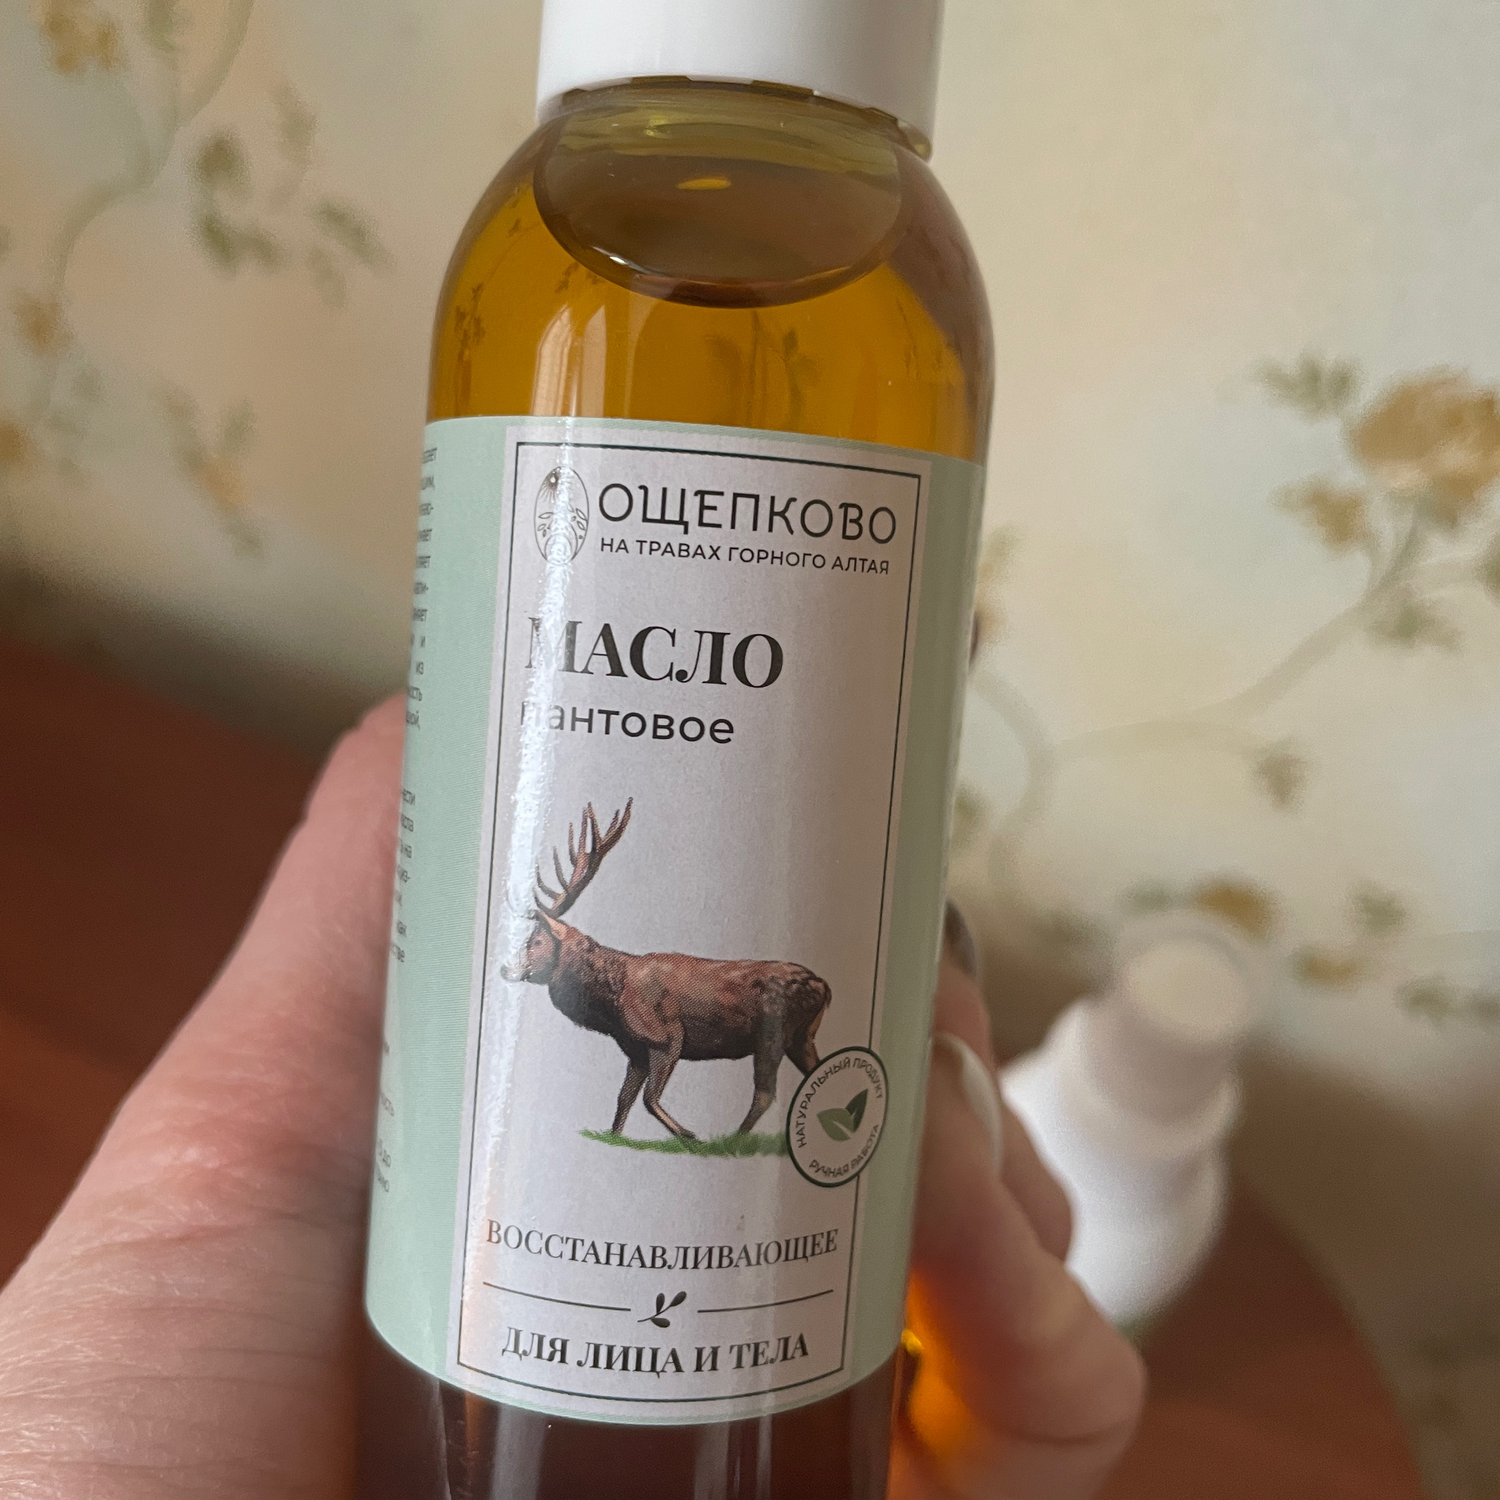 ОЩЕПКОВО
НА ТРАВАХ ГОРНОГО АЛТАЯ
МАСЛО
пантовое
НАТУРАЛЬНЫЙ ПРОДУКТ
РУЧНАЯ РАБОТА
ВОССТАНАВЛИВАЮЩЕЕ
ДЛЯ ЛИЦА И ТЕЛА